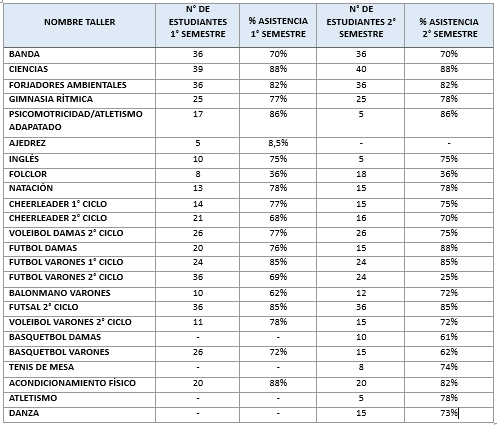 NOMBRE TALLER N° DE ESTUDIANTES 1° SEMESTRE % ASISTENCIA 1° SEMESTRE N° DE ESTUDIANTES 2° SEMESTRE % ASISTENCIA 2° SEMESTRE
BANDA 36 70% 36 70%
CIENCIAS 39 88% 40 88%
FORJADORES AMBIENTALES 36 82% 36 82%
GIMNASIA RÍTMICA 25 77% 25 78%
PSICOMOTRICIDAD/ATLETISMO ADAPATADO 17 86% 5 86%
AJEDREZ 5 8,5% - -
INGLÉS 10 75% 5 75%
FOLCLOR 8 36% 18 36%
NATACIÓN 13 78% 15 78%
CHEERLEADER 1° CICLO 14 77% 15 75%
CHEERLEADER 2° CICLO 21 68% 16 70%
VOLEIBOL DAMAS 2° CICLO 26 77% 26 75%
FUTBOL DAMAS 20 76% 15 88%
FUTBOL VARONES 1° CICLO 24 85% 24 85%
FUTBOL VARONES 2° CICLO 36 69% 24 25%
BALONMANO VARONES 10 62% 12 72%
FUTSAL 2° CICLO 36 85% 36 85%
VOLEIBOL VARONES 2° CICLO 11 78% 15 72%
BASQUETBOL DAMAS - - 10 61%
BASQUETBOL VARONES 26 72% 15 62%
TENIS DE MESA - - 8 74%
ACONDICIONAMIENTO FÍSICO 20 88% 20 82%
ATLETISMO - - 5 78%
DANZA - - 15 73%